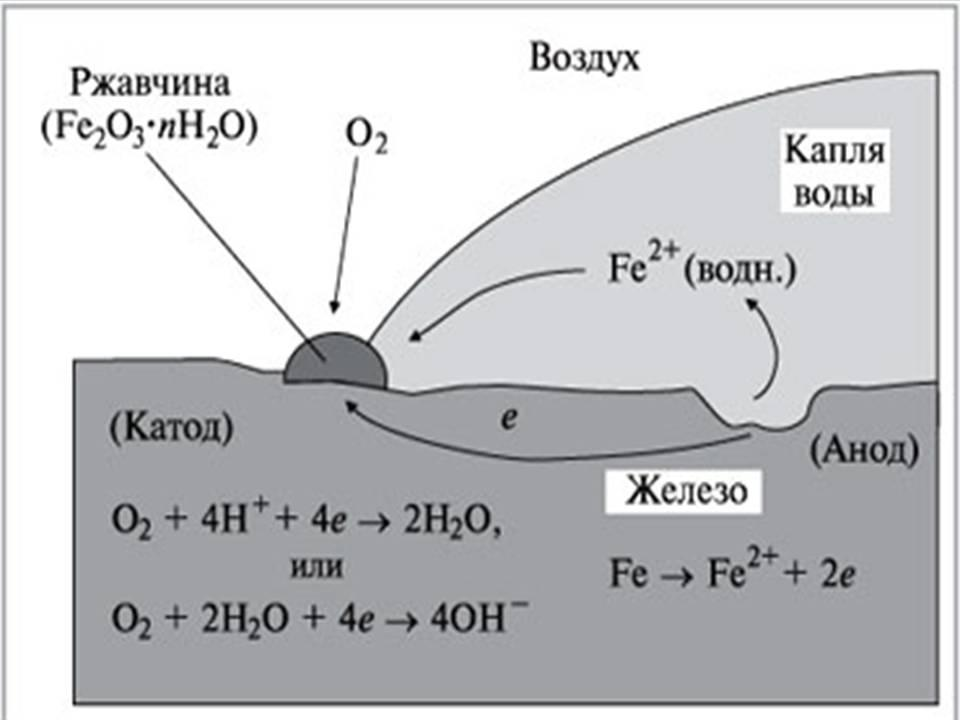 Воздух
Ржавчина
(Fe₂O₃·nH₂O)
O₂
Капля
воды
Fe²⁺ (водн.)
(Катод)
e
(Анод)
Железо
O₂ + 4H⁺ + 4e → 2H₂O,
или
O₂ + 2H₂O + 4e → 4OH⁻
Fe → Fe²⁺ + 2e